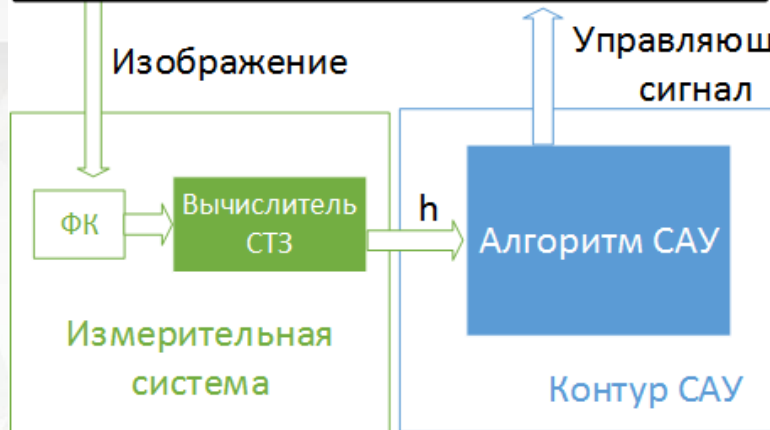 Изображение
Управляющ
сигнал
ФК
Вычислитель
СТЗ
h
Алгоритм САУ
Измерительная
система
Контур САУ